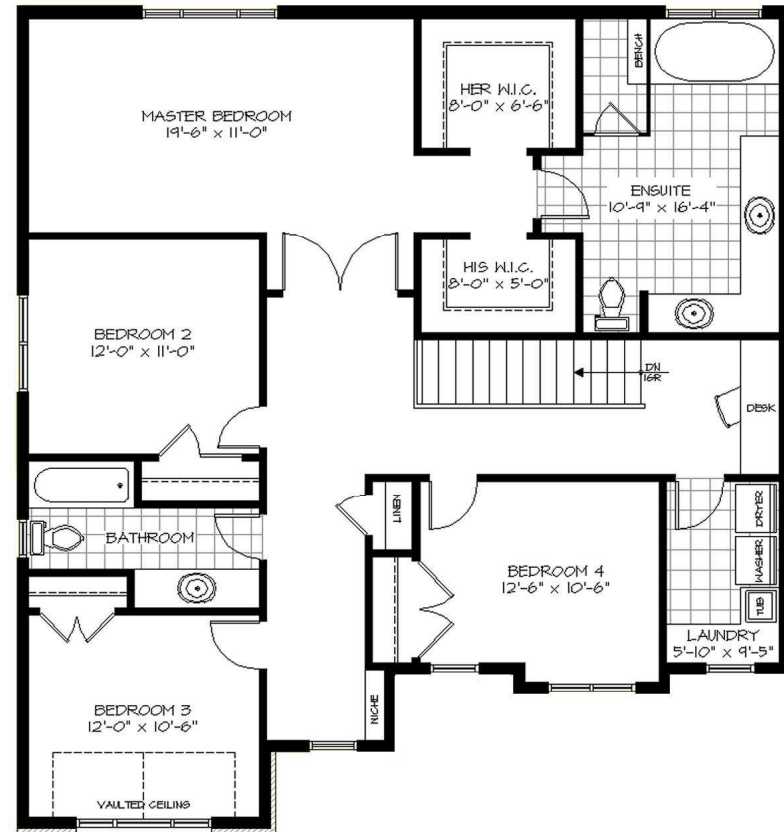 MASTER BEDROOM
19'-6" x 11'-0"
HER W.I.C.
8'-0" x 6'-6"
BENCH
ENSUITE
10'-9" x 16'-4"
HIS W.I.C.
8'-0" x 5'-0"
BEDROOM 2
12'-0" x 11'-0"
DN
16R
DESK
BATHROOM
LINEN
BEDROOM 4
12'-6" x 10'-6"
DRYER
WASHER
TUB
LAUNDRY
5'-10" x 9'-5"
BEDROOM 3
12'-0" x 10'-6"
NICHE
VAULTED CEILING